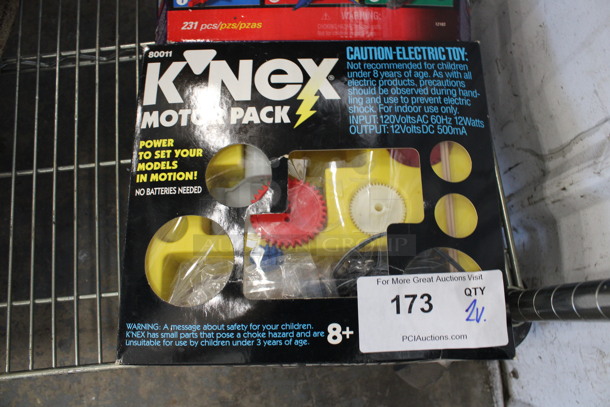 231 pcs/pzs/pzas
WARNING:
80011
K'NEX
MOTOR PACK
CAUTION-ELECTRIC TOY:
Not recommended for children
under 8 years of age. As with all
electric products, precautions
should be observed during hand-
ling and use to prevent electric
shock. For indoor use only.
INPUT: 120VoltsAC 60Hz 12Watts
OUTPUT: 12VoltsDC 500mA
POWER
TO SET YOUR
MODELS
IN MOTION!
NO BATTERIES NEEDED
For More Great Auctions Visit
173
QTY
2v.
PCIAuctions.com
WARNING: A message about safety for your children.
K'NEX has small parts that pose a choke hazard and are
unsuitable for use by children under 3 years of age.
8+